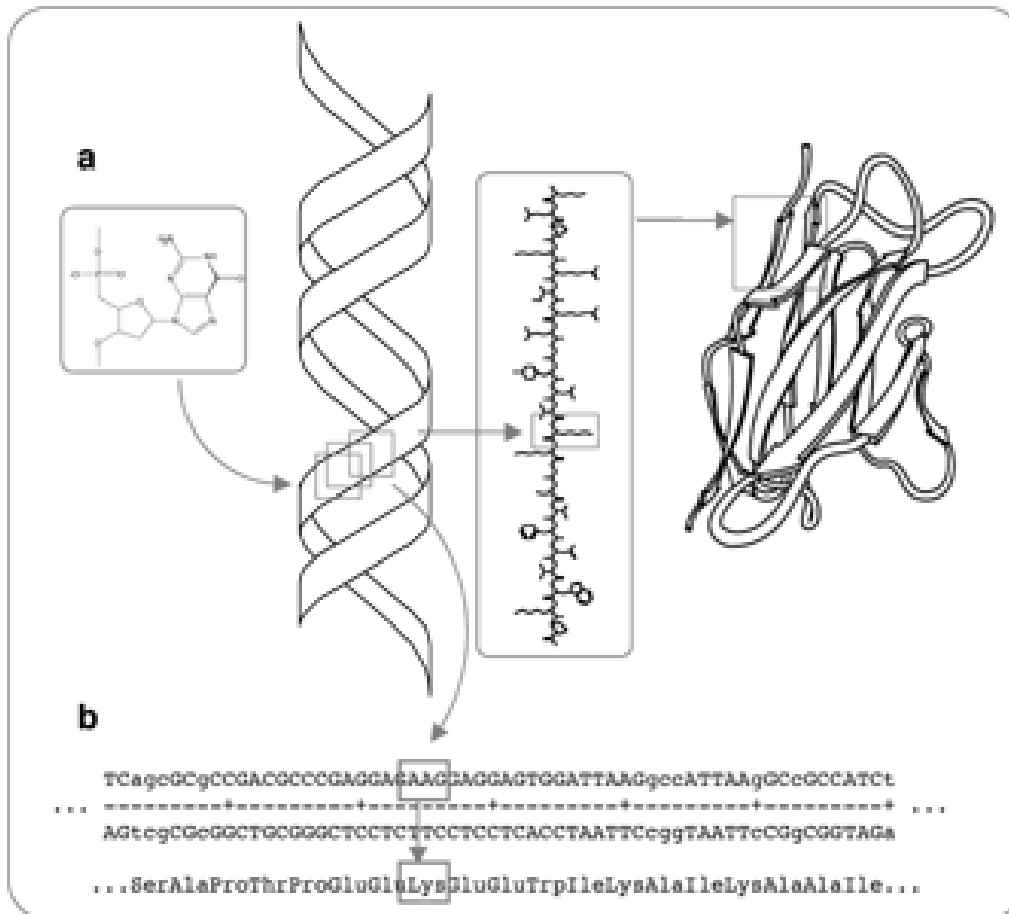 a
b
TCagcGCgCCGACGCCCGAGGAGAAGGAGGAGTGGATTAAGgccATTAAgGCcGCCATCt
... ---------+---------+---------+---------+---------+---------+ ...
AGtcgCGcGGCTGCGGGCTCCTCTTCCTCCTCACCTAATTCcggTAATTcCGgCGGTAGa
...SerAlaProThrProGluGluLysGluGluTrpIleLysAlaIleLysAlaAlaIle...